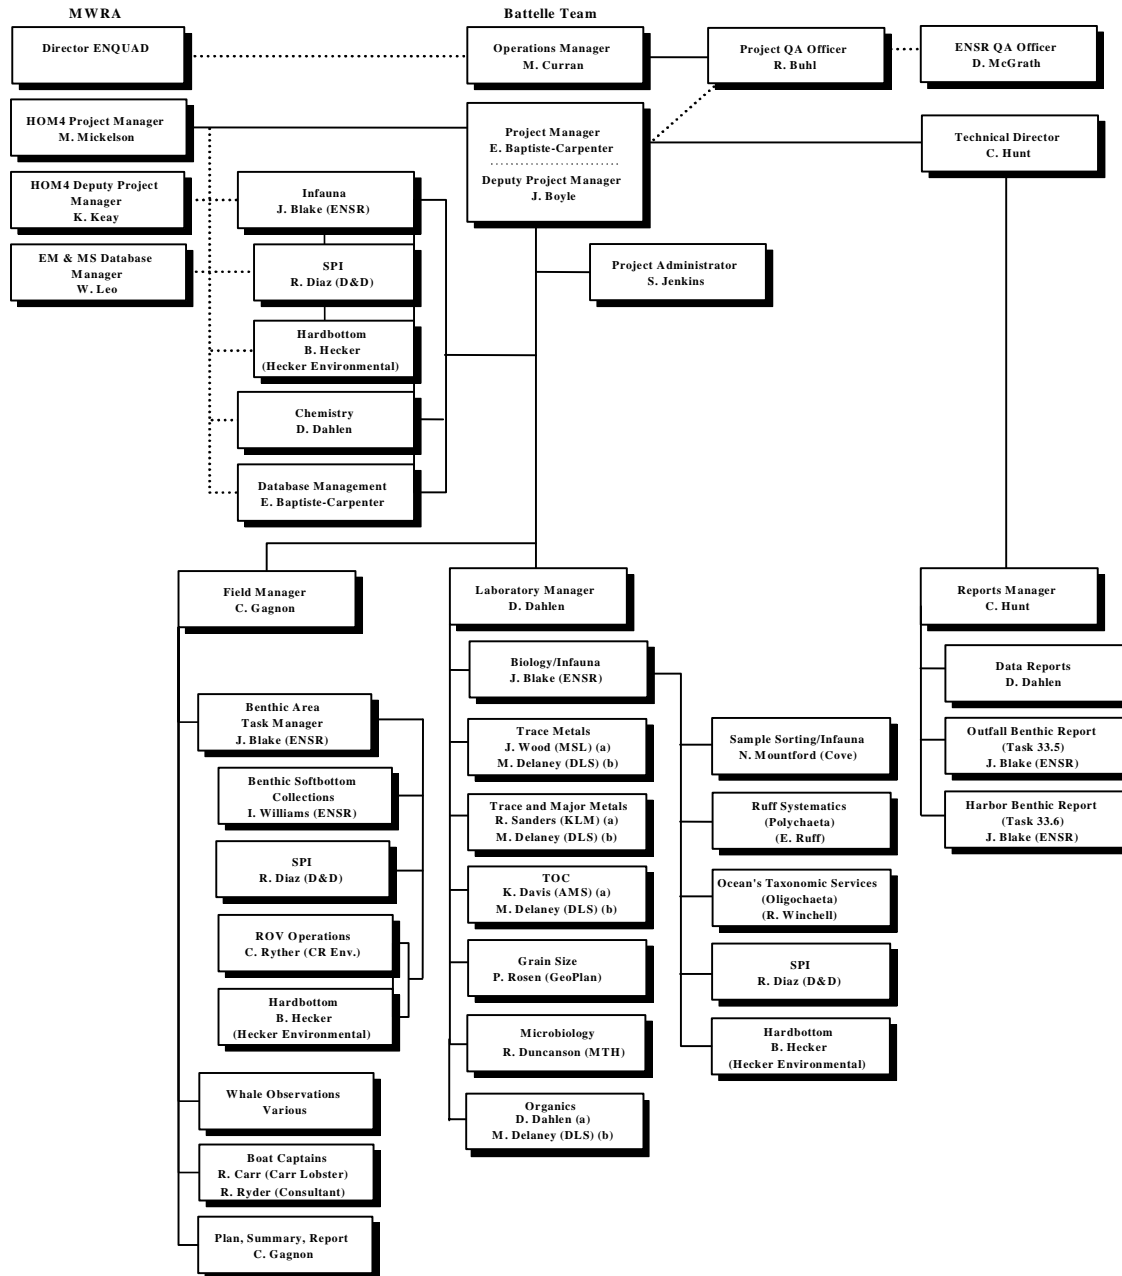 MWRA
Battelle Team
Director ENQUAD
Operations Manager
M. Curran
Project QA Officer
R. Buhl
ENSR QA Officer
D. McGrath
HOM4 Project Manager
M. Mickelson
Project Manager
E. Baptiste-Carpenter
Deputy Project Manager
J. Boyle
Technical Director
C. Hunt
HOM4 Deputy Project
Manager
K. Keay
Infauna
J. Blake (ENSR)
EM & MS Database
Manager
W. Leo
SPI
R. Diaz (D&D)
Project Administrator
S. Jenkins
Hardbottom
B. Hecker
(Hecker Environmental)
Chemistry
D. Dahlen
Database Management
E. Baptiste-Carpenter
Field Manager
C. Gagnon
Laboratory Manager
D. Dahlen
Reports Manager
C. Hunt
Benthic Area
Task Manager
J. Blake (ENSR)
Benthic Softbottom
Collections
I. Williams (ENSR)
SPI
R. Diaz (D&D)
ROV Operations
C. Ryther (CR Env.)
Hardbottom
B. Hecker
(Hecker Environmental)
Whale Observations
Various
Boat Captains
R. Carr (Carr Lobster)
R. Ryder (Consultant)
Plan, Summary, Report
C. Gagnon
Biology/Infauna
J. Blake (ENSR)
Trace Metals
J. Wood (MSL) (a)
M. Delaney (DLS) (b)
Trace and Major Metals
R. Sanders (KLM) (a)
M. Delaney (DLS) (b)
TOC
K. Davis (AMS) (a)
M. Delaney (DLS) (b)
Grain Size
P. Rosen (GeoPlan)
Microbiology
R. Duncanson (MTH)
Organics
D. Dahlen (a)
M. Delaney (DLS) (b)
Sample Sorting/Infauna
N. Mountford (Cove)
Ruff Systematics
(Polychaeta)
(E. Ruff)
Ocean's Taxonomic Services
(Oligochaeta)
(R. Winchell)
SPI
R. Diaz (D&D)
Hardbottom
B. Hecker
(Hecker Environmental)
Data Reports
D. Dahlen
Outfall Benthic Report
(Task 33.5)
J. Blake (ENSR)
Harbor Benthic Report
(Task 33.6)
J. Blake (ENSR)